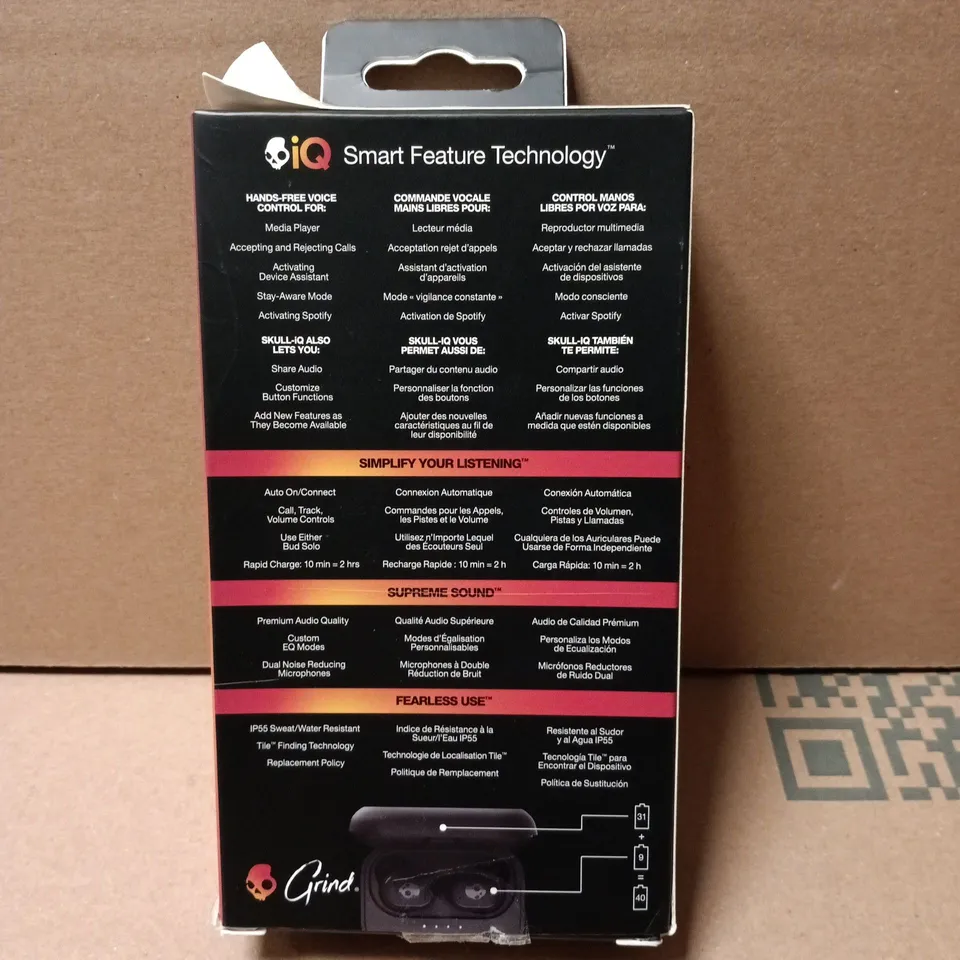 iQ Smart Feature Technology™
HANDS-FREE VOICE
CONTROL FOR:
Media Player
Accepting and Rejecting Calls
Activating
Device Assistant
Stay-Aware Mode
Activating Spotify
SKULL-iQ ALSO
LETS YOU:
Share Audio
Customize
Button Functions
Add New Features as
They Become Available
COMMANDE VOCALE
MAINS LIBRES POUR:
Lecteur média
Acceptation rejet d'appels
Assistant d'activation
d'appareils
Mode « vigilance constante »
Activation de Spotify
SKULL-iQ VOUS
PERMET AUSSI DE:
Partager du contenu audio
Personnaliser la fonction
des boutons
Ajouter des nouvelles
caractéristiques au fil de
leur disponibilité
CONTROL MANOS
LIBRES POR VOZ PARA:
Reproductor multimedia
Aceptar y rechazar llamadas
Activación del asistente
de dispositivos
Modo consciente
Activar Spotify
SKULL-iQ TAMBIÉN
TE PERMITE:
Compartir audio
Personalizar las funciones
de los botones
Añadir nuevas funciones a
medida que estén disponibles
SIMPLIFY YOUR LISTENING™
Auto On/Connect
Call, Track,
Volume Controls
Use Either
Bud Solo
Rapid Charge: 10 min = 2 hrs
Connexion Automatique
Commandes pour les Appels,
les Pistes et le Volume
Utilisez n'Importe Lequel
des Écouteurs Seul
Recharge Rapide : 10 min = 2 h
Conexión Automática
Controles de Volumen,
Pistas y Llamadas
Cualquiera de los Auriculares Puede
Usarse de Forma Independiente
Carga Rápida: 10 min = 2 h
SUPREME SOUND™
Premium Audio Quality
Custom
EQ Modes
Dual Noise Reducing
Microphones
Qualité Audio Supérieure
Modes d'Égalisation
Personnalisables
Microphones à Double
Réduction de Bruit
Audio de Calidad Prémium
Personaliza los Modos
de Ecualización
Micrófonos Reductores
de Ruido Dual
FEARLESS USE™
IP55 Sweat/Water Resistant
Tile™ Finding Technology
Replacement Policy
Indice de Résistance à la
Sueur/l'Eau IP55
Technologie de Localisation Tile™
Politique de Remplacement
Resistente al Sudor
y al Agua IP55
Tecnología Tile™ para
Encontrar el Dispositivo
Política de Sustitución
31
+
9
=
40
Grind®